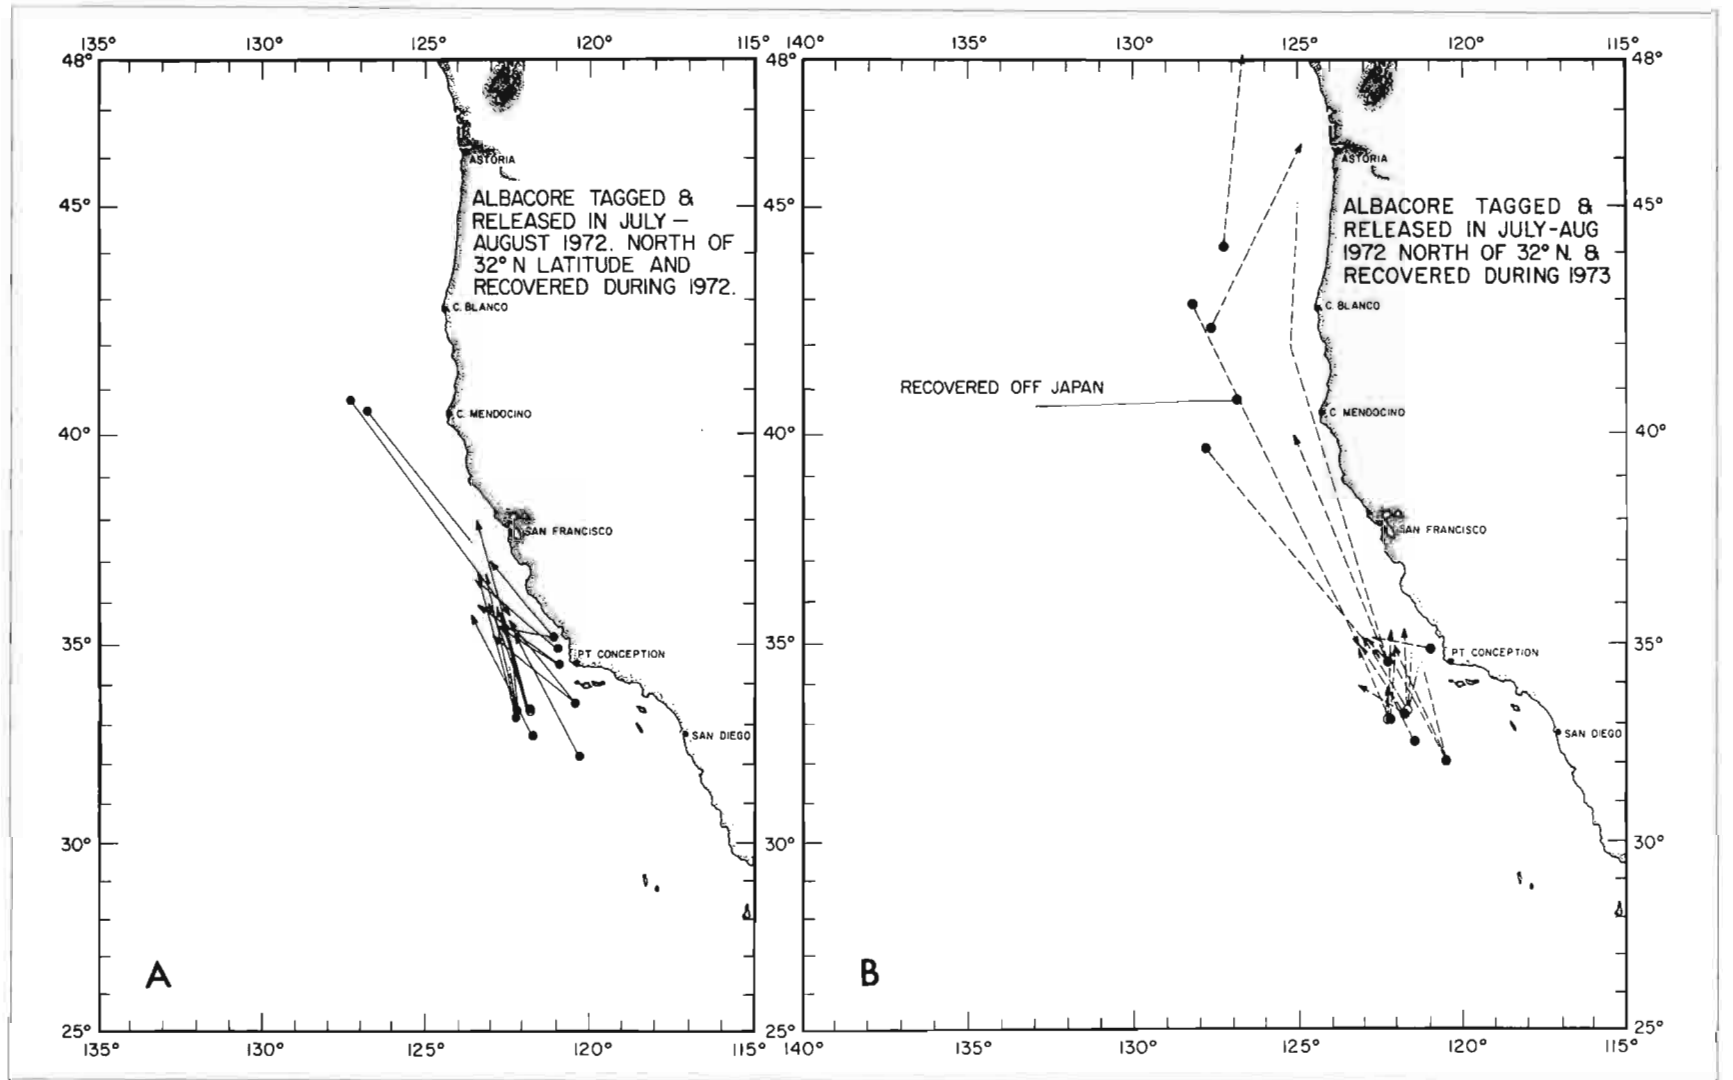 135° 130° 125° 120° 115° 140° 135° 130° 125° 120° 115°
48° 48° 48°
ASTORIA
ALBACORE TAGGED &
RELEASED IN JULY –
AUGUST 1972. NORTH OF
32° N LATITUDE AND
RECOVERED DURING 1972.
45°
C. BLANCO
C. MENDOCINO
40° 40°
SAN FRANCISCO
35° 35°
PT CONCEPTION
SAN DIEGO
30° 30°
A
25° 25°
135° 130° 125° 120° 115°
ASTORIA
45°
ALBACORE TAGGED &
RELEASED IN JULY-AUG
1972 NORTH OF 32° N. &
RECOVERED DURING 1973
45°
C. BLANCO
RECOVERED OFF JAPAN
C MENDOCINO
40°
SAN FRANCISCO
35°
PT CONCEPTION
SAN DIEGO
30°
B
25°
140° 135° 130° 125° 120° 115°